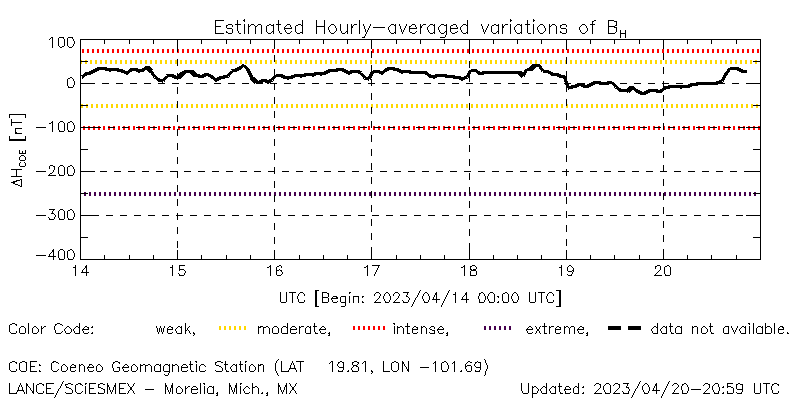 Estimated Hourly-averaged variations of B_H
100
0
-100
-200
-300
-400
ΔH_COE [nT]
14 15 16 17 18 19 20
UTC [Begin: 2023/04/14 00:00 UTC]
Color Code: weak, moderate, intense, extreme, data not available.
COE: Coeneo Geomagnetic Station (LAT 19.81, LON -101.69)
LANCE/SCiESMEX - Morelia, Mich., MX Updated: 2023/04/20-20:59 UTC